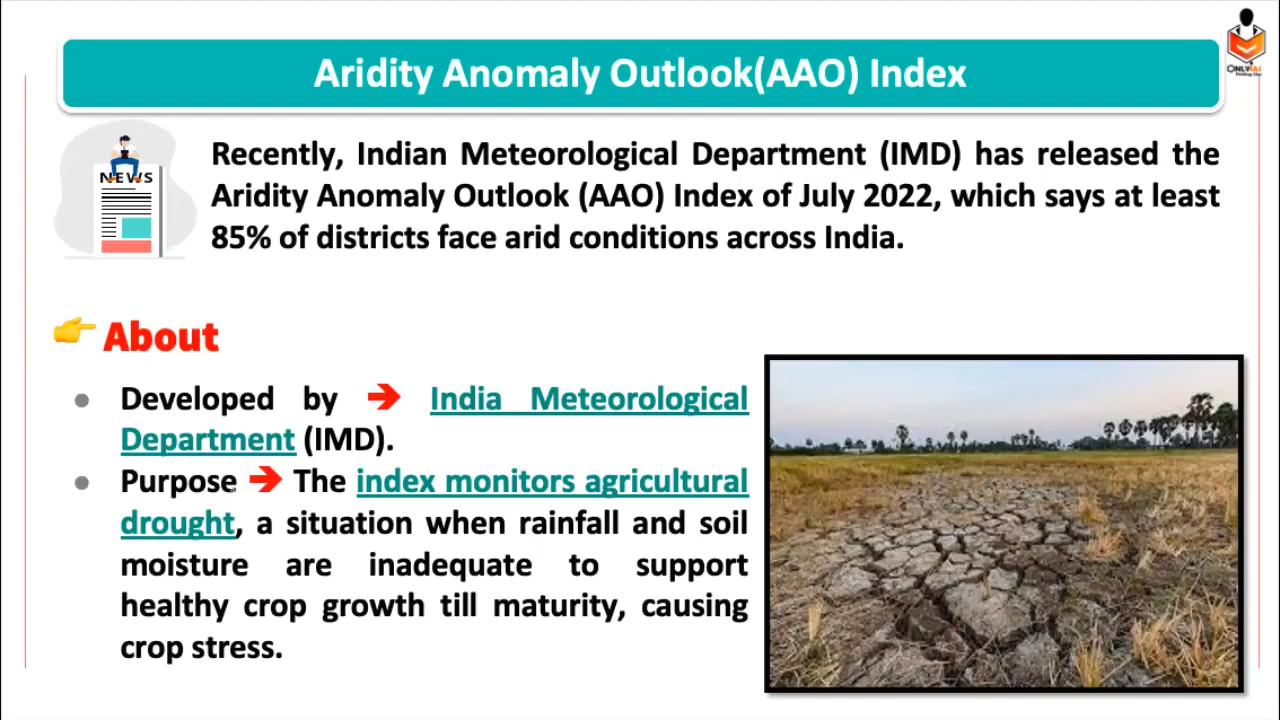 Aridity Anomaly Outlook(AAO) Index
ONLYIAS
NEWS
Recently, Indian Meteorological Department (IMD) has released the
Aridity Anomaly Outlook (AAO) Index of July 2022, which says at least
85% of districts face arid conditions across India.
About
Developed by ➔ India Meteorological
Department (IMD).
Purpose ➔ The index monitors agricultural
drought, a situation when rainfall and soil
moisture are inadequate to support
healthy crop growth till maturity, causing
crop stress.